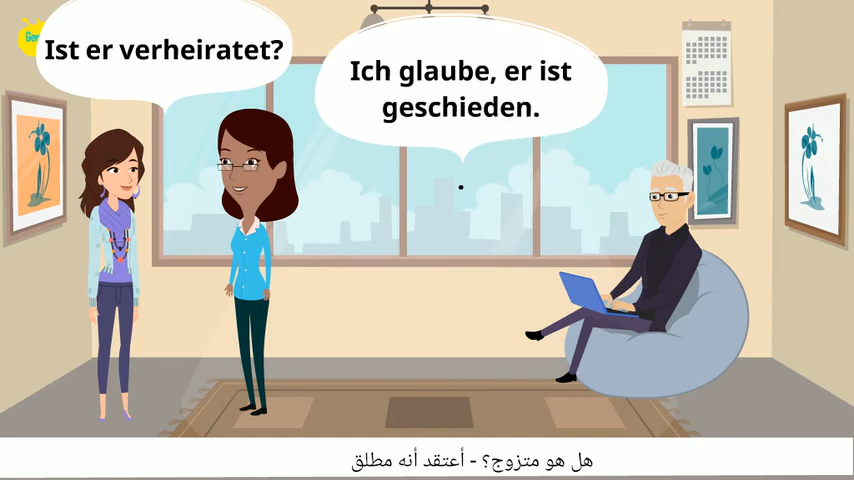 Ist er verheiratet?
Ich glaube, er ist
geschieden.
هل هو متزوج؟ - أعتقد أنه مطلق